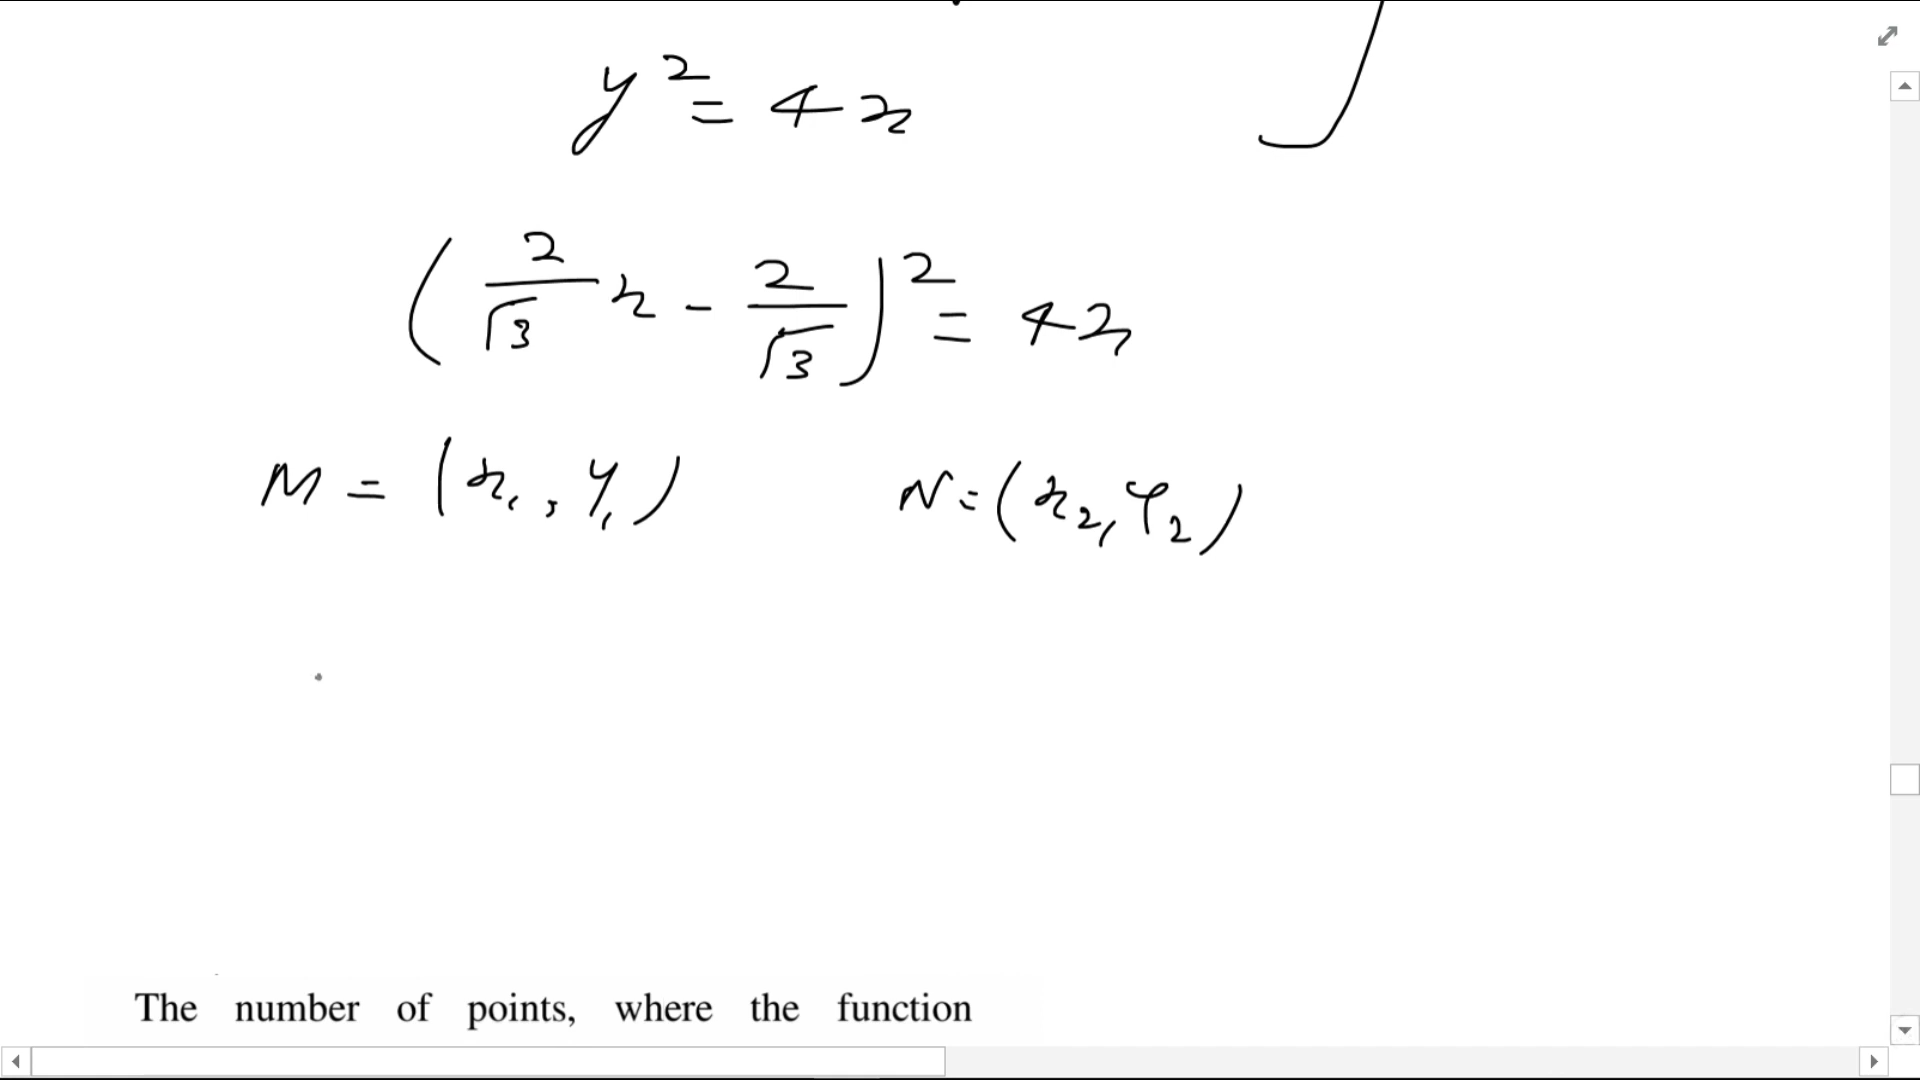 y² = 4x
(2/√3 x - 2/√3)² = 4x
M = (x₁, y₁) N = (x₂, y₂)
The number of points, where the function